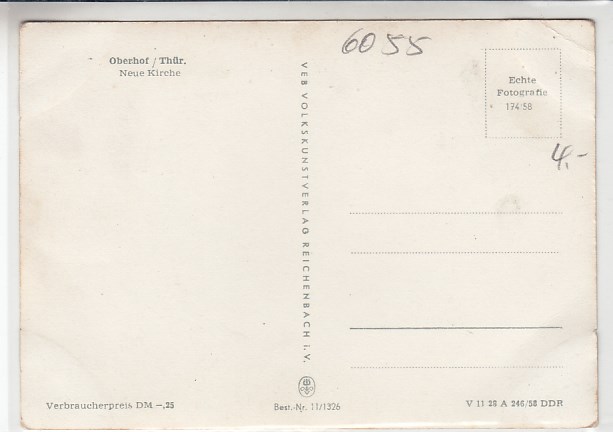 Oberhof / Thür.
Neue Kirche
6055
VEB VOLKSKUNSTVERLAG REICHENBACH I. V.
Echte
Fotografie
174/58
4,-
Verbraucherpreis DM -,25
Best.-Nr. 11/1326
V 11 28 A 246/58 DDR